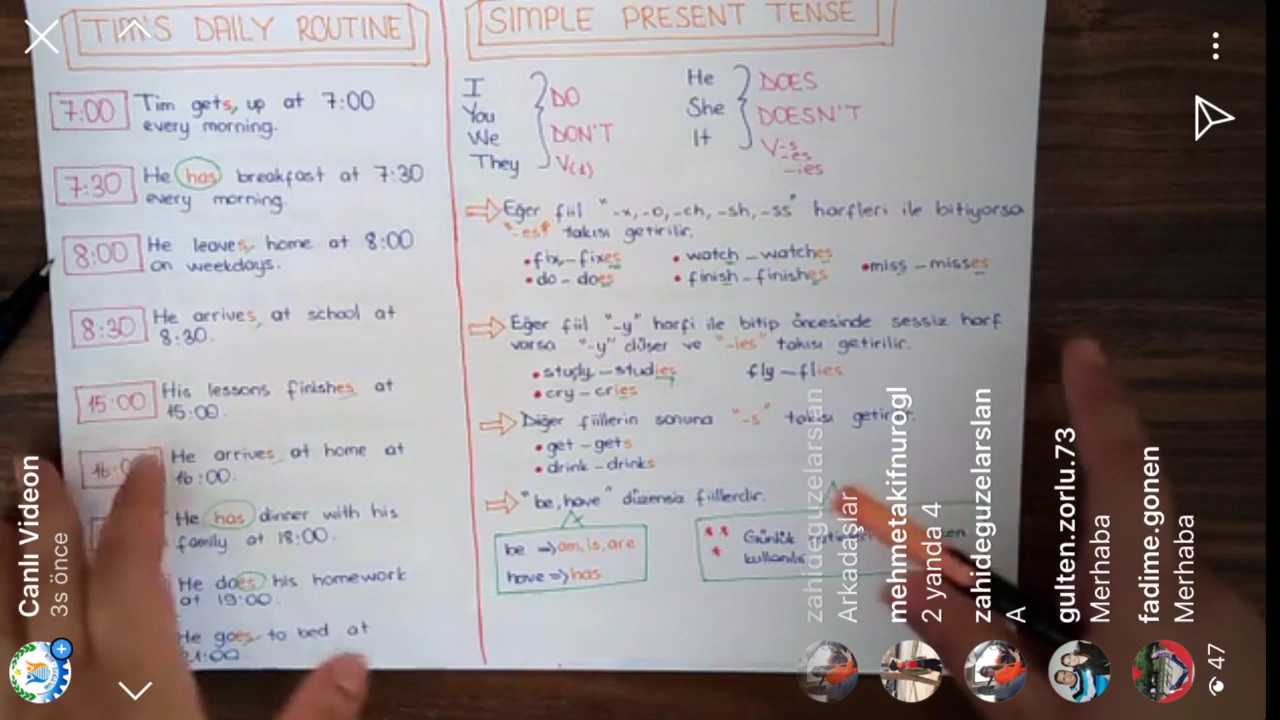 TIM'S DAILY ROUTINE
7:00 Tim gets up at 7:00
every morning.
7:30 He has breakfast at 7:30
every morning.
8:00 He leaves home at 8:00
on weekdays.
8:30 He arrives at school at
8:30.
15:00 His lessons finishes at
15:00.
He arrives at home at
16:00.
He has dinner with his
family at 18:00.
He does his homework
at 19:00
He goes to bed at
SIMPLE PRESENT TENSE
I
You
We
They
DO
DON'T
V(1)
He
She
It
DOES
DOESN'T
V-s
-es
-ies
Eğer fiil "-x, -o, -ch, -sh, -ss" harfleri ile bitiyorsa
"-es" takısı getirilir.
• fix - fixes • watch - watches • miss - misses
• do - does • finish - finishes
Eğer fiil "-y" harfi ile bitip öncesinde sessiz harf
varsa "-y" düşer ve "-ies" takısı getirilir.
• study - studies fly - flies
• cry - cries
Diğer fiillerin sonuna "-s" takısı
• get - gets
• drink - drinks
"be, have" düzensiz fiillerdir.
be => am, is, are
have => has
*** Günlük
Canlı Videon
3s önce
zahideguzelarslan
Arkadaşlar
mehmetakifnurogl
2 yanda 4
zahideguzelarslan
A
gulten.zorlu.73
Merhaba
fadime.gonen
Merhaba
47